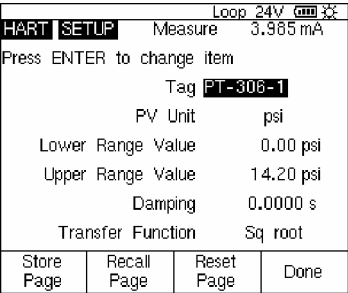 Loop 24V
HART SETUP Measure 3.985 mA
Press ENTER to change item
Tag PT-306-1
PV Unit psi
Lower Range Value 0.00 psi
Upper Range Value 14.20 psi
Damping 0.0000 s
Transfer Function Sq root
Store Page Recall Page Reset Page Done